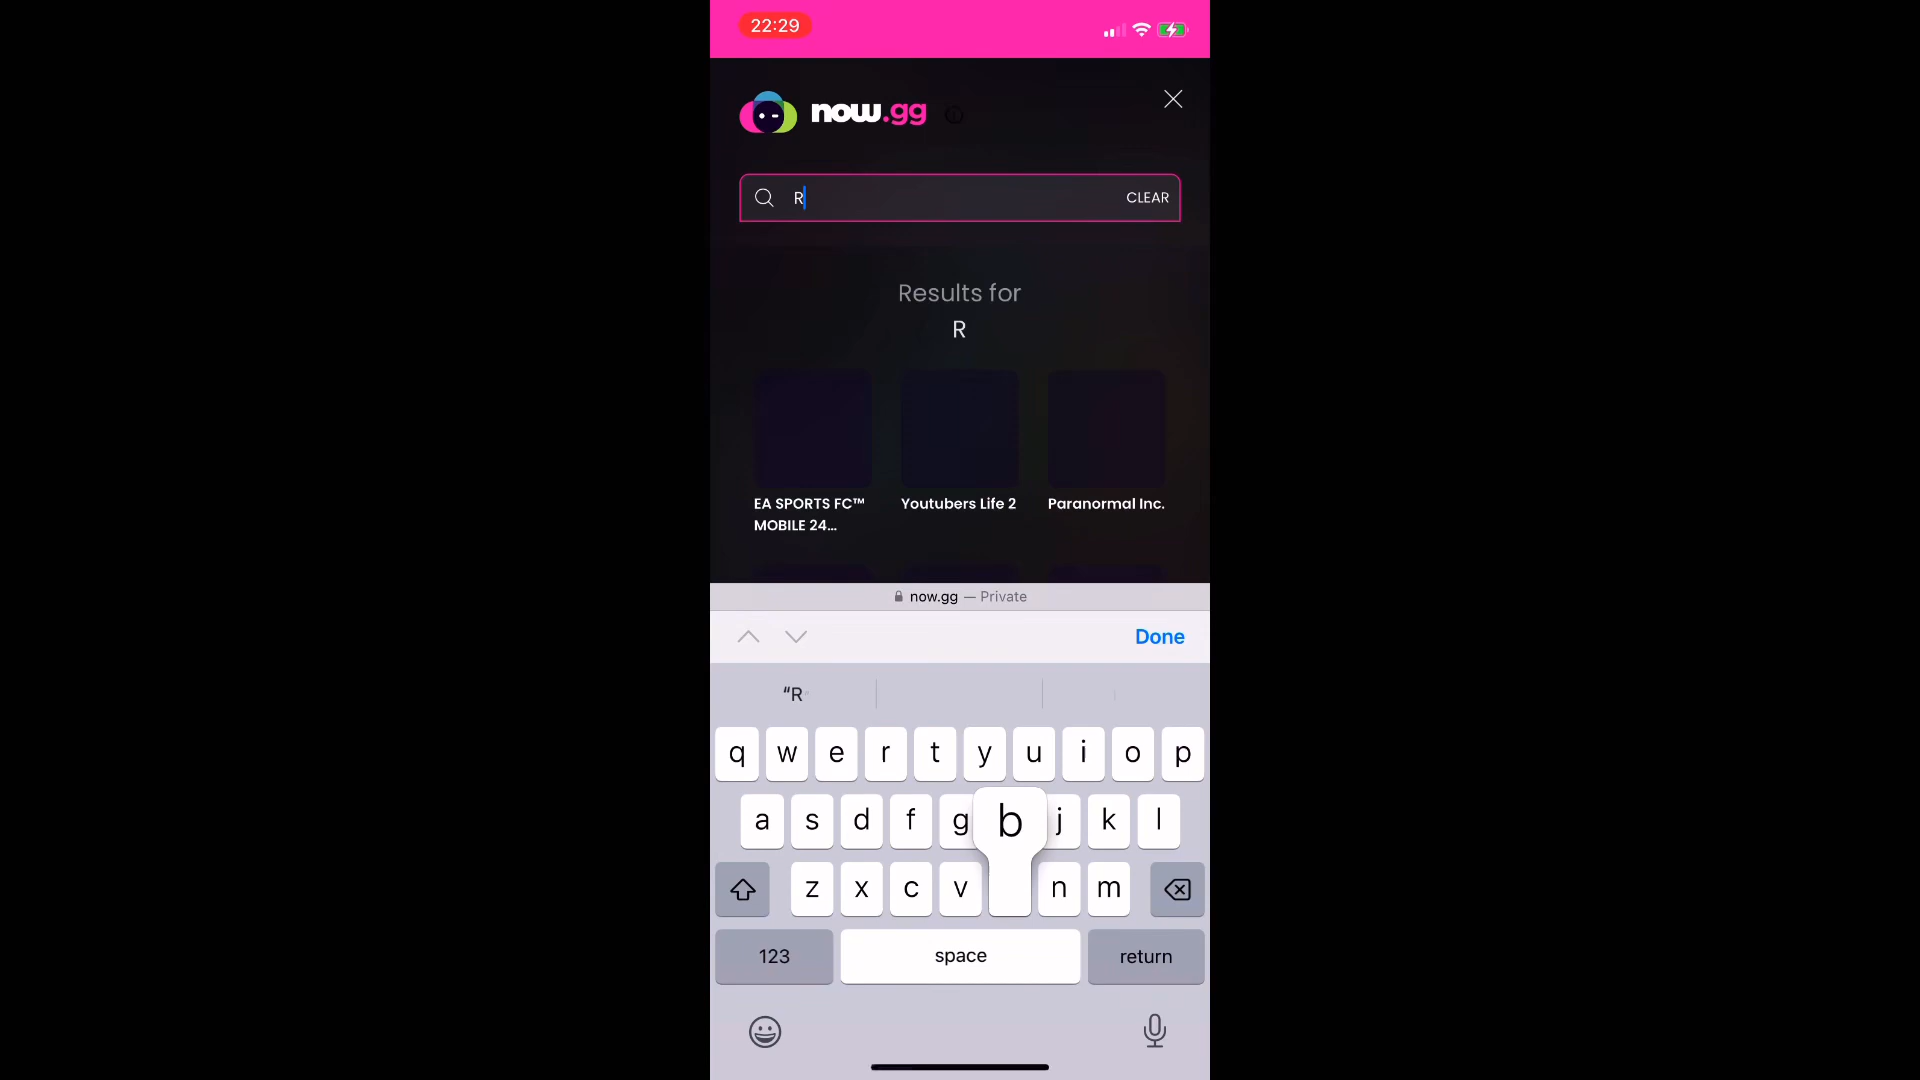 22:29
now.gg
R
CLEAR
Results for
R
EA SPORTS FC™
MOBILE 24...
Youtubers Life 2
Paranormal Inc.
now.gg — Private
Done
“R
q w e r t y u i o p
a s d f g b j k l
z x c v n m
123
space
return